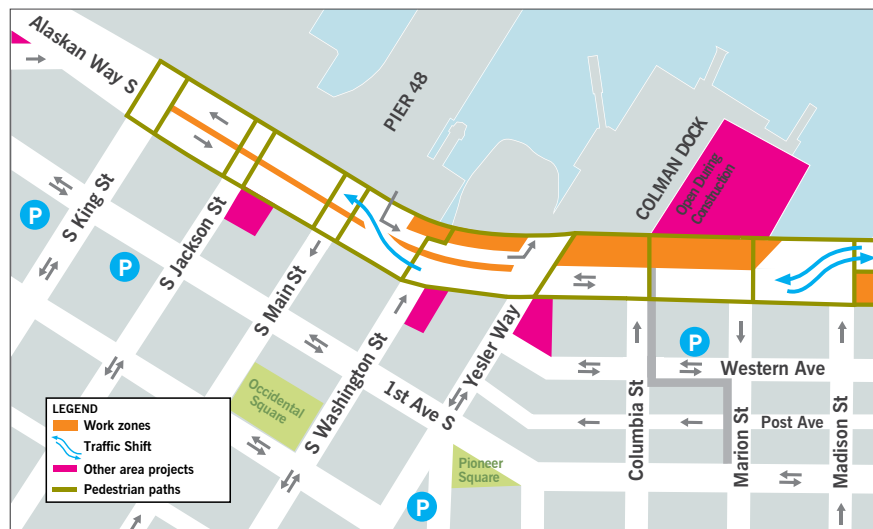 Alaskan Way S
PIER 48
COLMAN DOCK
Open During
Construction
P
S King St
P
S Jackson St
S Main St
S Washington St
Yesler Way
1st Ave S
Occidental
Square
Pioneer
Square
P
P
Western Ave
Post Ave
Columbia St
Marion St
Madison St
LEGEND
Work zones
Traffic Shift
Other area projects
Pedestrian paths